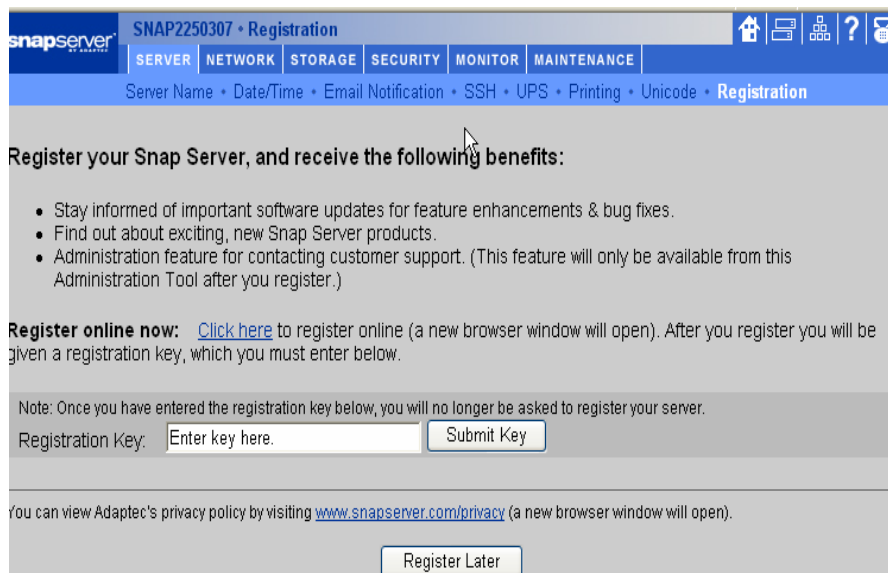 snapserver
BY ADAPTEC
SNAP2250307 • Registration
?
SERVER NETWORK STORAGE SECURITY MONITOR MAINTENANCE
Server Name • Date/Time • Email Notification • SSH • UPS • Printing • Unicode • Registration
Register your Snap Server, and receive the following benefits:
• Stay informed of important software updates for feature enhancements & bug fixes.
• Find out about exciting, new Snap Server products.
• Administration feature for contacting customer support. (This feature will only be available from this
Administration Tool after you register.)
Register online now: Click here to register online (a new browser window will open). After you register you will be
given a registration key, which you must enter below.
Note: Once you have entered the registration key below, you will no longer be asked to register your server.
Registration Key: Enter key here. Submit Key
You can view Adaptec's privacy policy by visiting www.snapserver.com/privacy (a new browser window will open).
Register Later